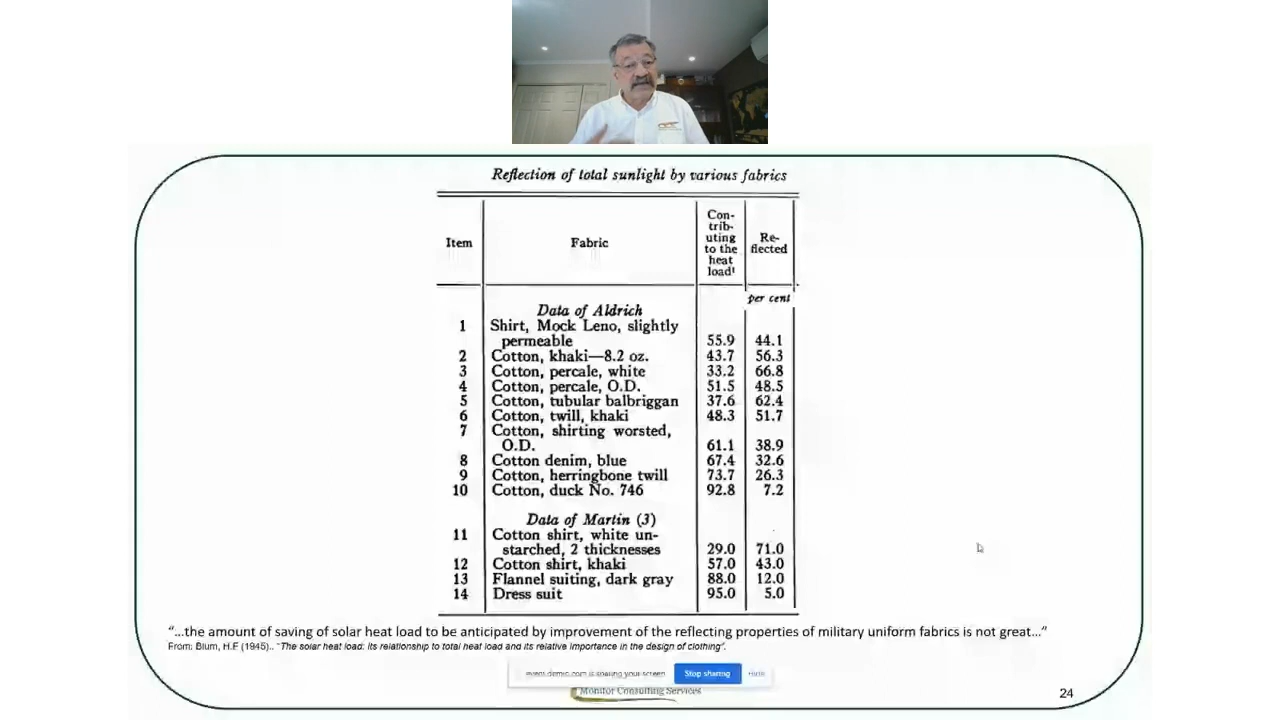 Reflection of total sunlight by various fabrics
Item Fabric Con-
trib-
uting
to the
heat
load¹ Re-
flected
per cent
Data of Aldrich
1 Shirt, Mock Leno, slightly
permeable 55.9 44.1
2 Cotton, khaki—8.2 oz. 43.7 56.3
3 Cotton, percale, white 33.2 66.8
4 Cotton, percale, O.D. 51.5 48.5
5 Cotton, tubular balbriggan 37.6 62.4
6 Cotton, twill, khaki 48.3 51.7
7 Cotton, shirting worsted,
O.D. 61.1 38.9
8 Cotton denim, blue 67.4 32.6
9 Cotton, herringbone twill 73.7 26.3
10 Cotton, duck No. 746 92.8 7.2
Data of Martin (3)
11 Cotton shirt, white un-
starched, 2 thicknesses 29.0 71.0
12 Cotton shirt, khaki 57.0 43.0
13 Flannel suiting, dark gray 88.0 12.0
14 Dress suit 95.0 5.0
“...the amount of saving of solar heat load to be anticipated by improvement of the reflecting properties of military uniform fabrics is not great...”
From: Blum, H.F (1945).. “The solar heat load: its relationship to total heat load and its relative importance in the design of clothing”.
is sharing your screen
Stop sharing
Hide
Monitor Consulting Services
24